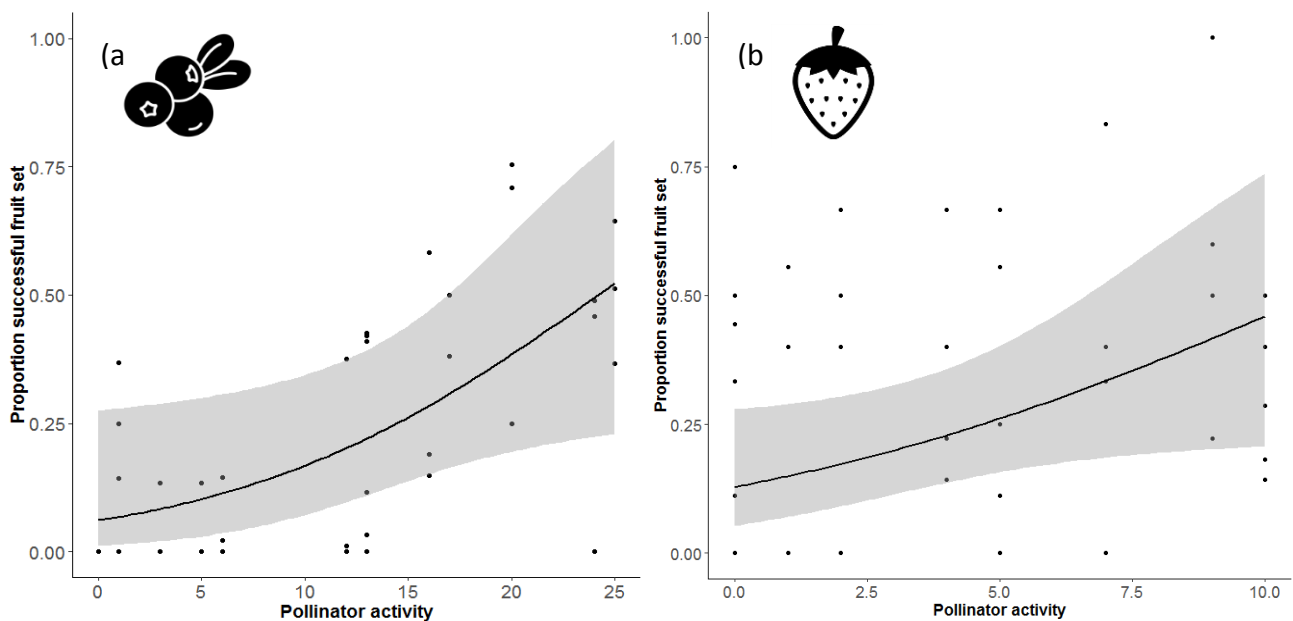 (a
1.00
0.75
0.50
0.25
0.00
Proportion successful fruit set
0 5 10 15 20 25
Pollinator activity
(b
1.00
0.75
0.50
0.25
0.00
Proportion successful fruit set
0.0 2.5 5.0 7.5 10.0
Pollinator activity